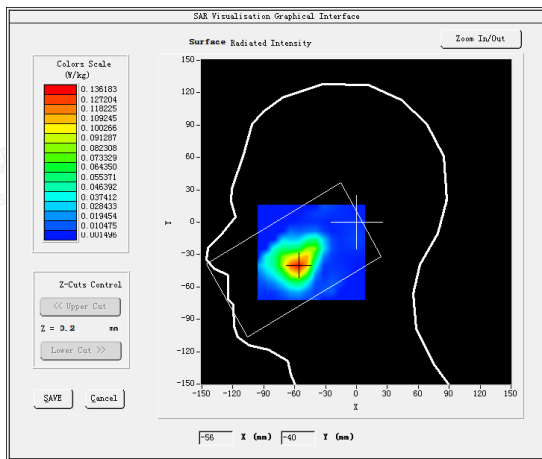 SAR Visualisation Graphical Interface
Surface Radiated Intensity
Zoom In/Out
Colors Scale
(W/kg)
0.136183
0.127204
0.118225
0.109245
0.100266
0.091287
0.082308
0.073329
0.064350
0.055371
0.046392
0.037412
0.028433
0.019454
0.010475
0.001496
Z-Cuts Control
<< Upper Cut
Z = 3.2 mm
Lower Cut >>
SAVE
Cancel
150
120
90
60
30
0
-30
-60
-90
-120
-150
Y
-150 -120 -90 -60 -30 0 30 60 90 120 150
X
-56 X (mm) -40 Y (mm)